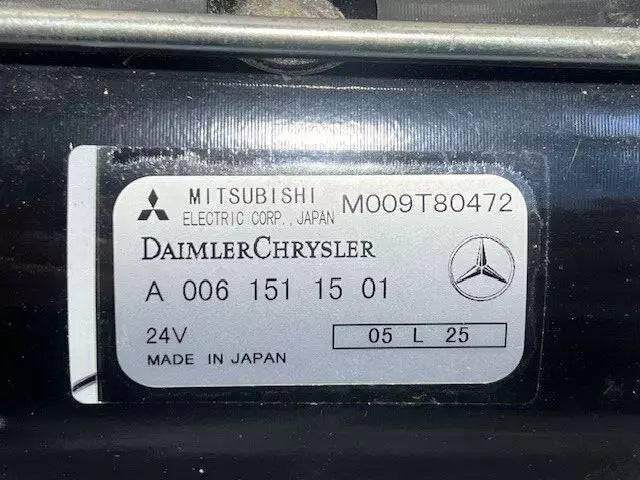 MITSUBISHI M009T80472
ELECTRIC CORP., JAPAN
DAIMLERCHRYSLER
A 006 151 15 01
24V 05 L 25
MADE IN JAPAN